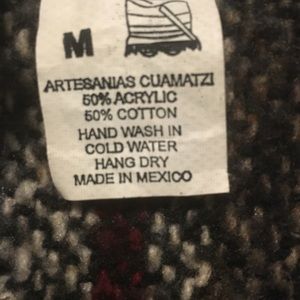 M
ARTESANIAS CUAMATZI
50% ACRYLIC
50% COTTON
HAND WASH IN
COLD WATER
HANG DRY
MADE IN MEXICO